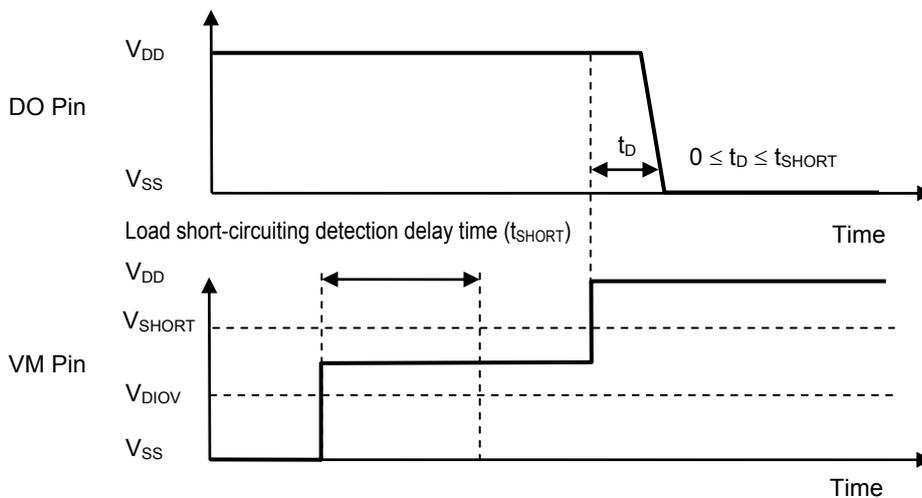 V_DD
DO Pin
t_D
0 ≤ t_D ≤ t_SHORT
V_SS
Load short-circuiting detection delay time (t_SHORT)
Time
V_DD
V_SHORT
VM Pin
V_DIOV
V_SS
Time